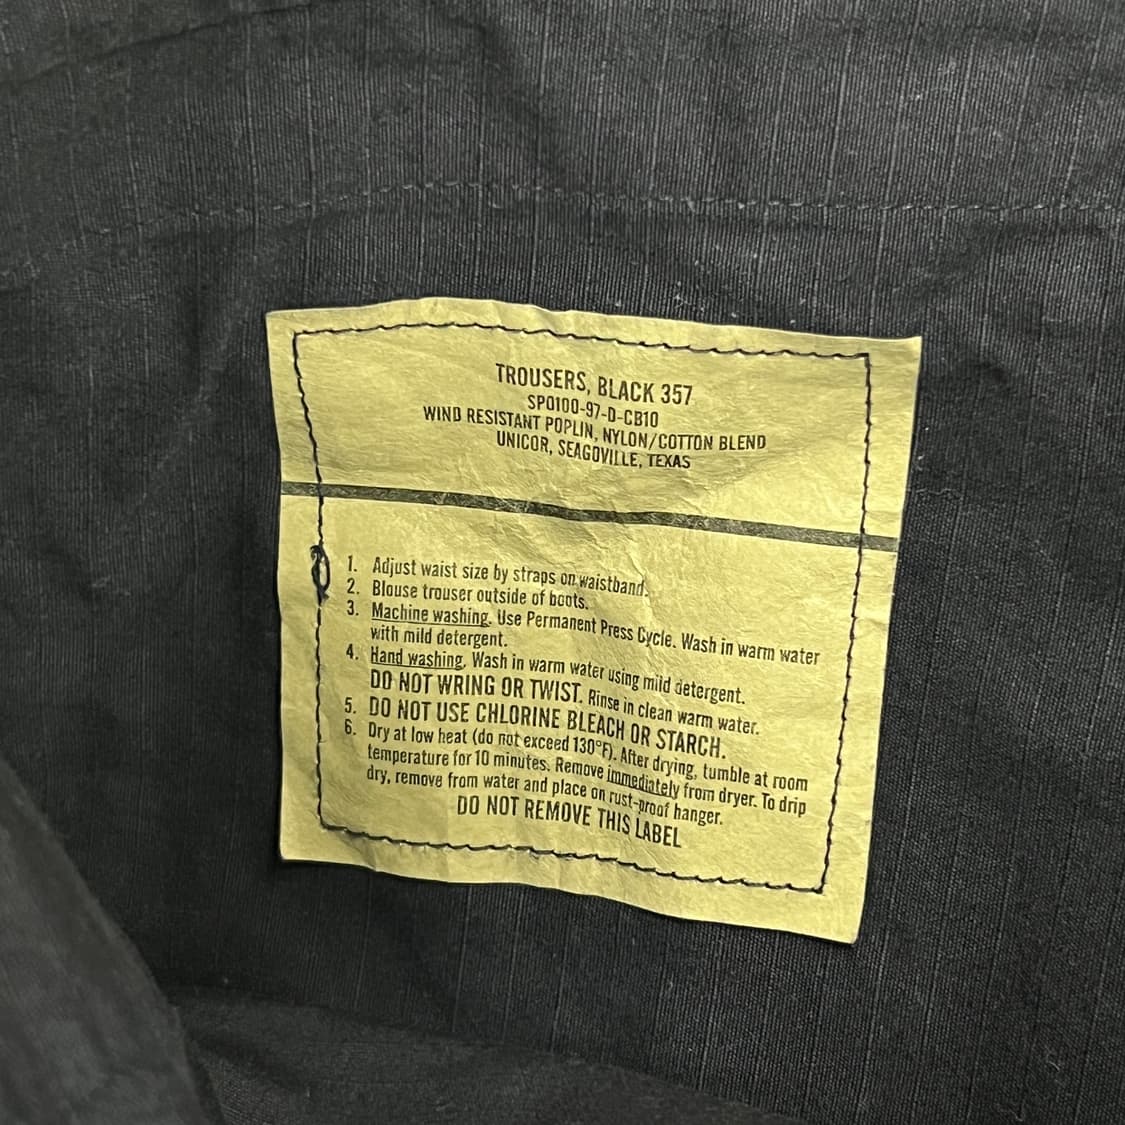 TROUSERS, BLACK 357
SPO100-97-D-CB10
WIND RESISTANT POPLIN, NYLON/COTTON BLEND
UNICOR, SEAGOVILLE, TEXAS
1. Adjust waist size by straps on waistband.
2. Blouse trouser outside of boots.
3. Machine washing. Use Permanent Press Cycle. Wash in warm water
with mild detergent.
4. Hand washing. Wash in warm water using mild detergent.
DO NOT WRING OR TWIST. Rinse in clean warm water.
5. DO NOT USE CHLORINE BLEACH OR STARCH.
6. Dry at low heat (do not exceed 130°F). After drying, tumble at room
temperature for 10 minutes. Remove immediately from dryer. To drip
dry, remove from water and place on rust-proof hanger.
DO NOT REMOVE THIS LABEL